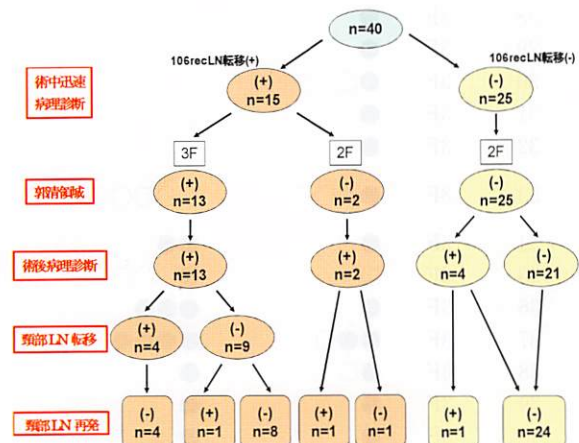 n=40
106recLN転移(+)
106recLN転移(-)
術中迅速
病理診断
(+)
n=15
(-)
n=25
3F
2F
2F
郭清領域
(+)
n=13
(-)
n=2
(-)
n=25
術後病理診断
(+)
n=13
(+)
n=2
(+)
n=4
(-)
n=21
頸部LN転移
(+)
n=4
(-)
n=9
頸部LN再発
(-)
n=4
(+)
n=1
(-)
n=8
(+)
n=1
(-)
n=1
(+)
n=1
(-)
n=24